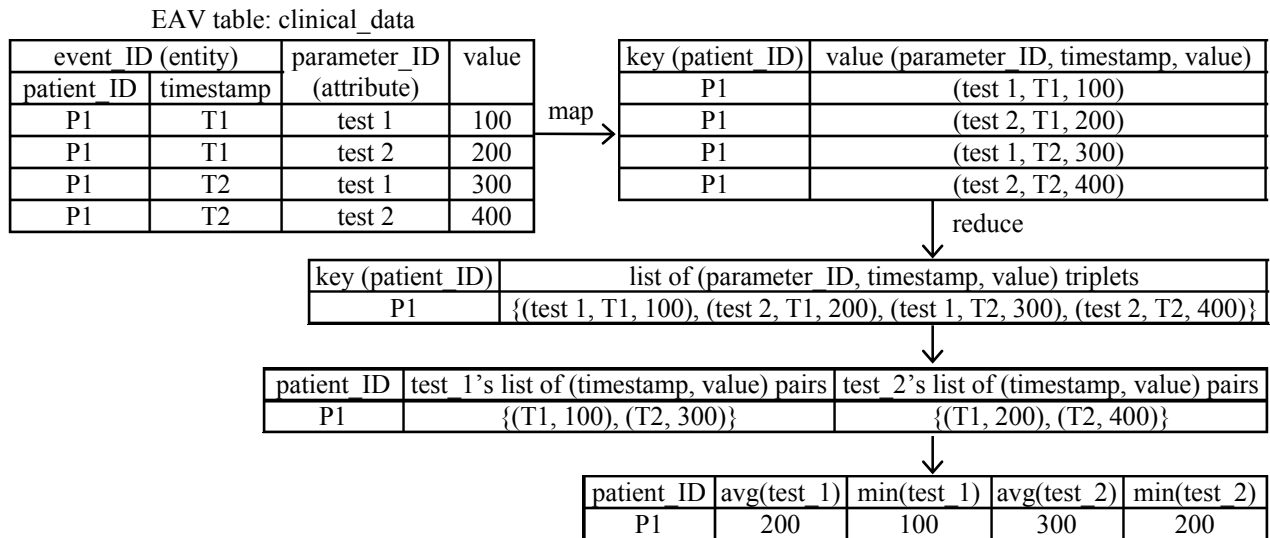 EAV table: clinical_data
event_ID (entity) parameter_ID value
patient_ID timestamp (attribute)
P1 T1 test 1 100
P1 T1 test 2 200
P1 T2 test 1 300
P1 T2 test 2 400
map
key (patient_ID) value (parameter_ID, timestamp, value)
P1 (test 1, T1, 100)
P1 (test 2, T1, 200)
P1 (test 1, T2, 300)
P1 (test 2, T2, 400)
reduce
key (patient_ID) list of (parameter_ID, timestamp, value) triplets
P1 {(test 1, T1, 100), (test 2, T1, 200), (test 1, T2, 300), (test 2, T2, 400)}
patient_ID test_1’s list of (timestamp, value) pairs test_2’s list of (timestamp, value) pairs
P1 {(T1, 100), (T2, 300)} {(T1, 200), (T2, 400)}
patient_ID avg(test_1) min(test_1) avg(test_2) min(test_2)
P1 200 100 300 200